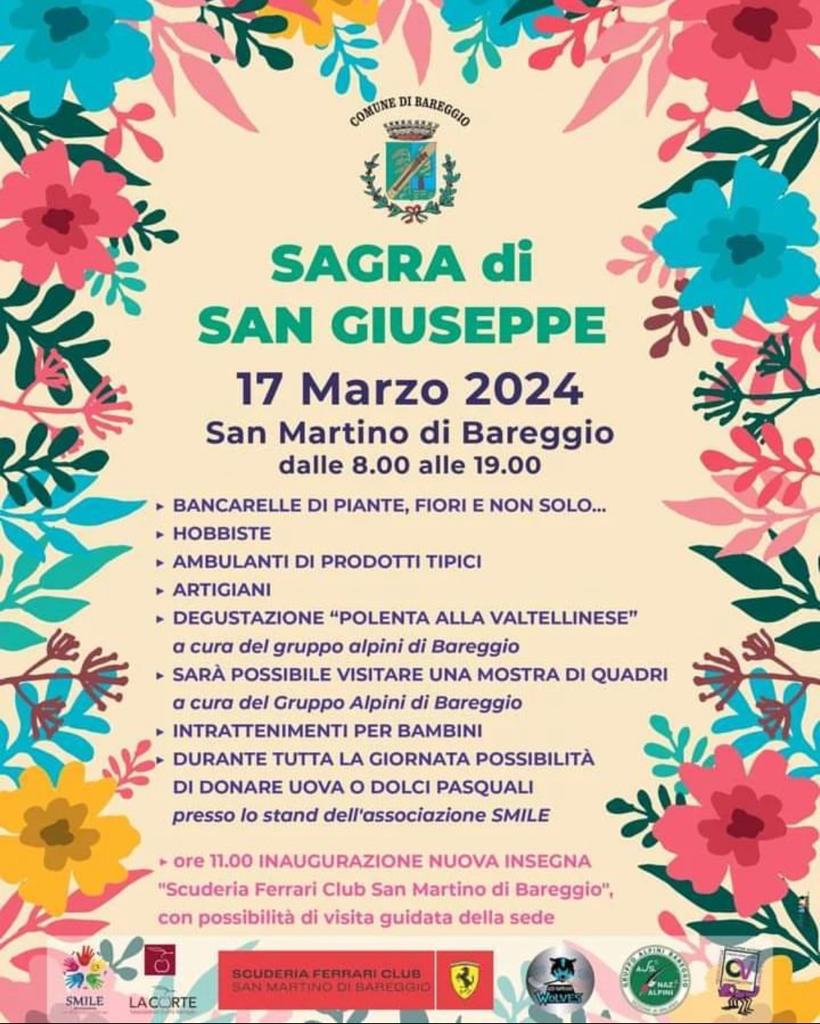 COMUNE DI BAREGGIO
SAGRA di
SAN GIUSEPPE
17 Marzo 2024
San Martino di Bareggio
dalle 8.00 alle 19.00
▸ BANCARELLE DI PIANTE, FIORI E NON SOLO...
▸ HOBBISTE
▸ AMBULANTI DI PRODOTTI TIPICI
▸ ARTIGIANI
▸ DEGUSTAZIONE “POLENTA ALLA VALTELLINESE”
a cura del gruppo alpini di Bareggio
▸ SARÀ POSSIBILE VISITARE UNA MOSTRA DI QUADRI
a cura del Gruppo Alpini di Bareggio
▸ INTRATTENIMENTI PER BAMBINI
▸ DURANTE TUTTA LA GIORNATA POSSIBILITÀ
DI DONARE UOVA O DOLCI PASQUALI
presso lo stand dell'associazione SMILE
▸ ore 11.00 INAUGURAZIONE NUOVA INSEGNA
"Scuderia Ferrari Club San Martino di Bareggio",
con possibilità di visita guidata della sede
SMILE
LA CORTE
SCUDERIA FERRARI CLUB
SAN MARTINO DI BAREGGIO
WOLVES
GRUPPO ALPINI BAREGGIO
NAZ
ALPINI